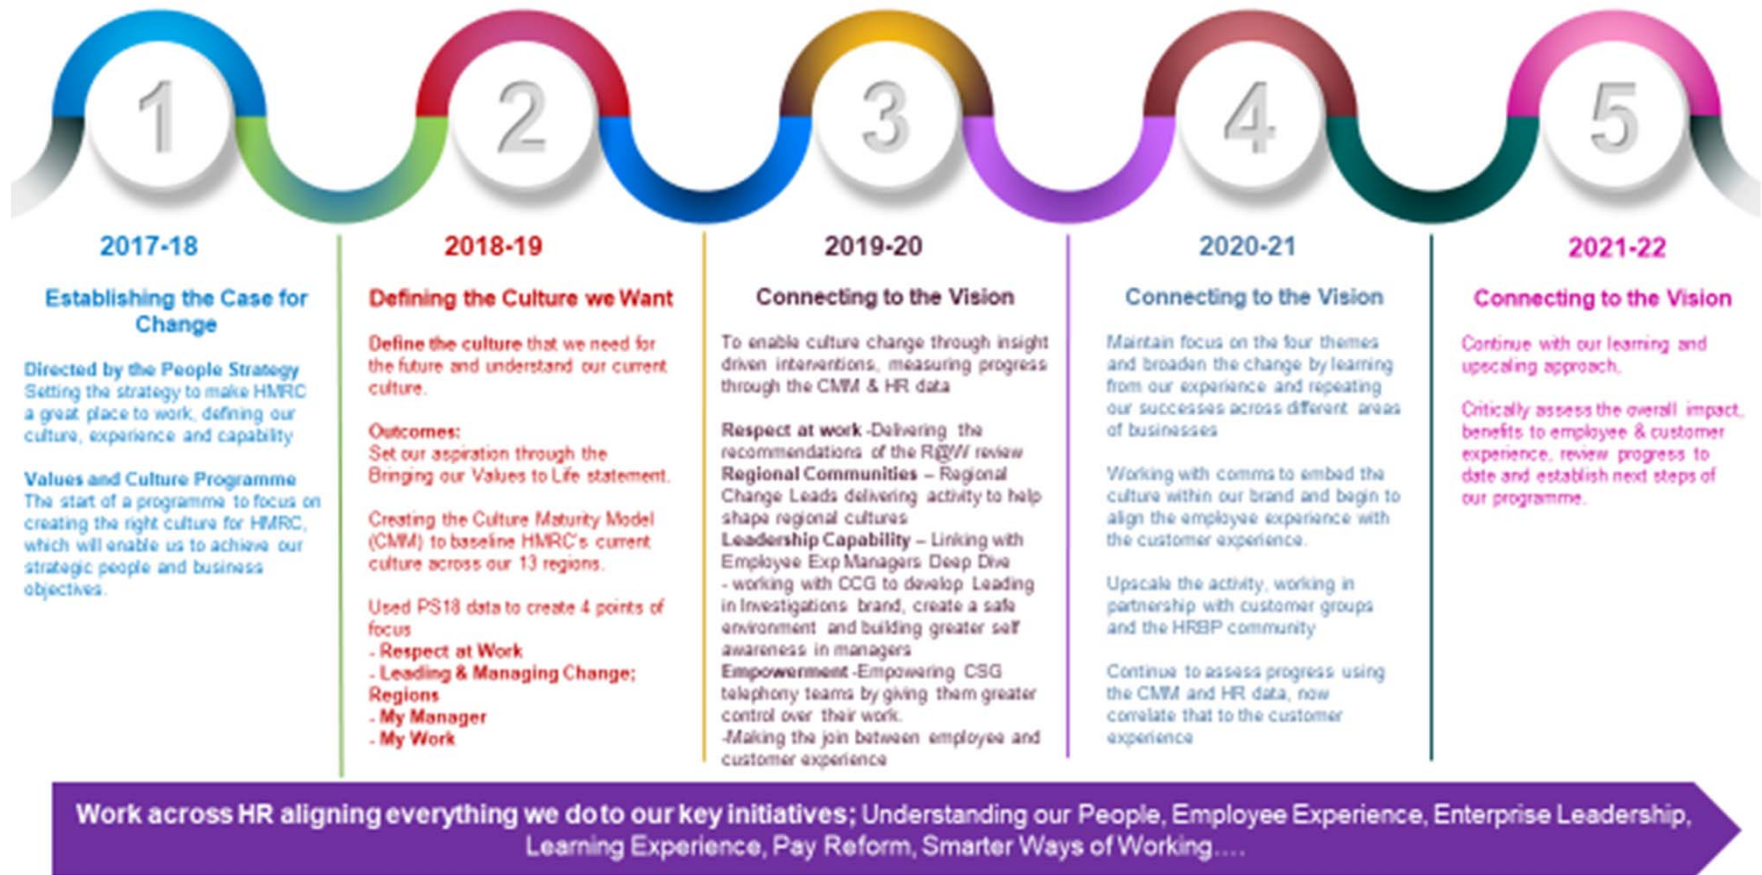 1
2
3
4
5
2017-18
Establishing the Case for
Change
Directed by the People Strategy
Setting the strategy to make HMRC
a great place to work, defining our
culture, experience and capability
Values and Culture Programme
The start of a programme to focus on
creating the right culture for HMRC,
which will enable us to achieve our
strategic people and business
objectives.
2018-19
Defining the Culture we Want
Define the culture that we need for
the future and understand our current
culture.
Outcomes:
Set our aspiration through the
Bringing our Values to Life statement.
Creating the Culture Maturity Model
(CMM) to baseline HMRC's current
culture across our 13 regions.
Used PS18 data to create 4 points of
focus
- Respect at Work
- Leading & Managing Change;
Regions
- My Manager
- My Work
2019-20
Connecting to the Vision
To enable culture change through insight
driven interventions, measuring progress
through the CMM & HR data
Respect at work -Delivering the
recommendations of the R@W review
Regional Communities – Regional
Change Leads delivering activity to help
shape regional cultures
Leadership Capability – Linking with
Employee Exp Managers Deep Dive
- working with CCG to develop Leading
in Investigations brand, create a safe
environment and building greater self
awareness in managers
Empowerment -Empowering CSG
telephony teams by giving them greater
control over their work.
-Making the join between employee and
customer experience
2020-21
Connecting to the Vision
Maintain focus on the four themes
and broaden the change by learning
from our experience and repeating
our successes across different areas
of businesses
Working with comms to embed the
culture within our brand and begin to
align the employee experience with
the customer experience.
Upscale the activity, working in
partnership with customer groups
and the HRBP community
Continue to assess progress using
the CMM and HR data, now
correlate that to the customer
experience
2021-22
Connecting to the Vision
Continue with our learning and
upscaling approach.
Critically assess the overall impact,
benefits to employee & customer
experience, review progress to
date and establish next steps of
our programme.
Work across HR aligning everything we do to our key initiatives; Understanding our People, Employee Experience, Enterprise Leadership,
Learning Experience, Pay Reform, Smarter Ways of Working....